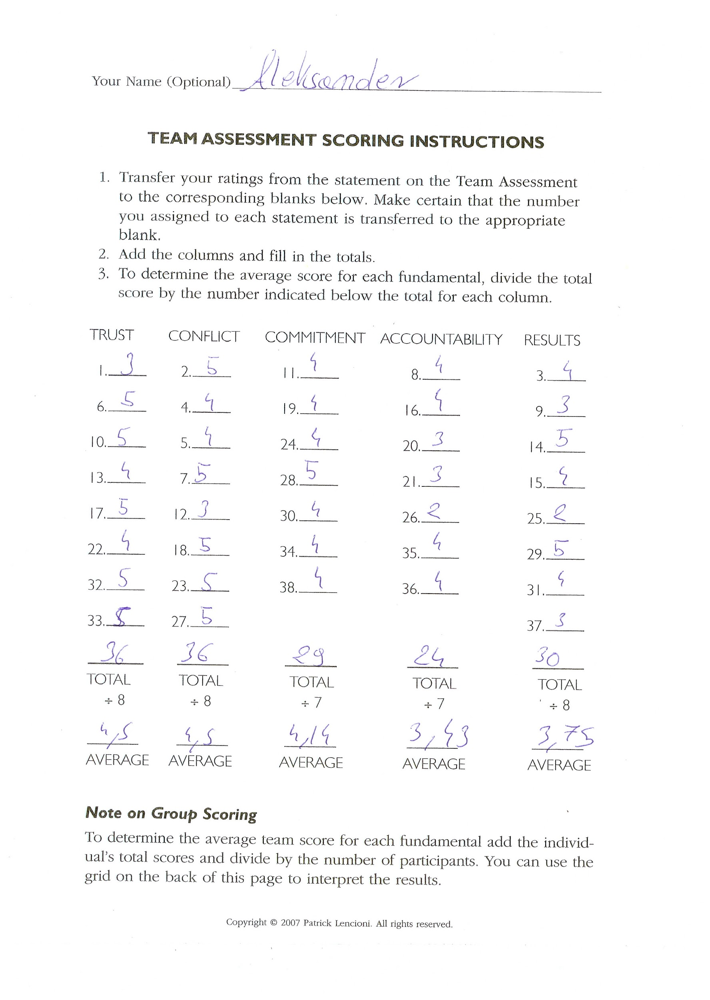 Your Name (Optional) Aleksander
TEAM ASSESSMENT SCORING INSTRUCTIONS
1. Transfer your ratings from the statement on the Team Assessment
to the corresponding blanks below. Make certain that the number
you assigned to each statement is transferred to the appropriate
blank.
2. Add the columns and fill in the totals.
3. To determine the average score for each fundamental, divide the total
score by the number indicated below the total for each column.
TRUST CONFLICT COMMITMENT ACCOUNTABILITY RESULTS
1. 3 2. 5 11. 4 8. 4 3. 4
6. 5 4. 4 19. 4 16. 4 9. 3
10. 5 5. 4 24. 4 20. 3 14. 5
13. 4 7. 5 28. 5 21. 3 15. 4
17. 5 12. 3 30. 4 26. 2 25. 2
22. 4 18. 5 34. 4 35. 4 29. 5
32. 5 23. 5 38. 4 36. 4 31. 4
33. 5 27. 5 37. 3
36 36 29 24 30
TOTAL TOTAL TOTAL TOTAL TOTAL
÷ 8 ÷ 8 ÷ 7 ÷ 7 ÷ 8
4,5 4,5 4,14 3,43 3,75
AVERAGE AVERAGE AVERAGE AVERAGE AVERAGE
Note on Group Scoring
To determine the average team score for each fundamental add the individ-
ual's total scores and divide by the number of participants. You can use the
grid on the back of this page to interpret the results.
Copyright © 2007 Patrick Lencioni. All rights reserved.